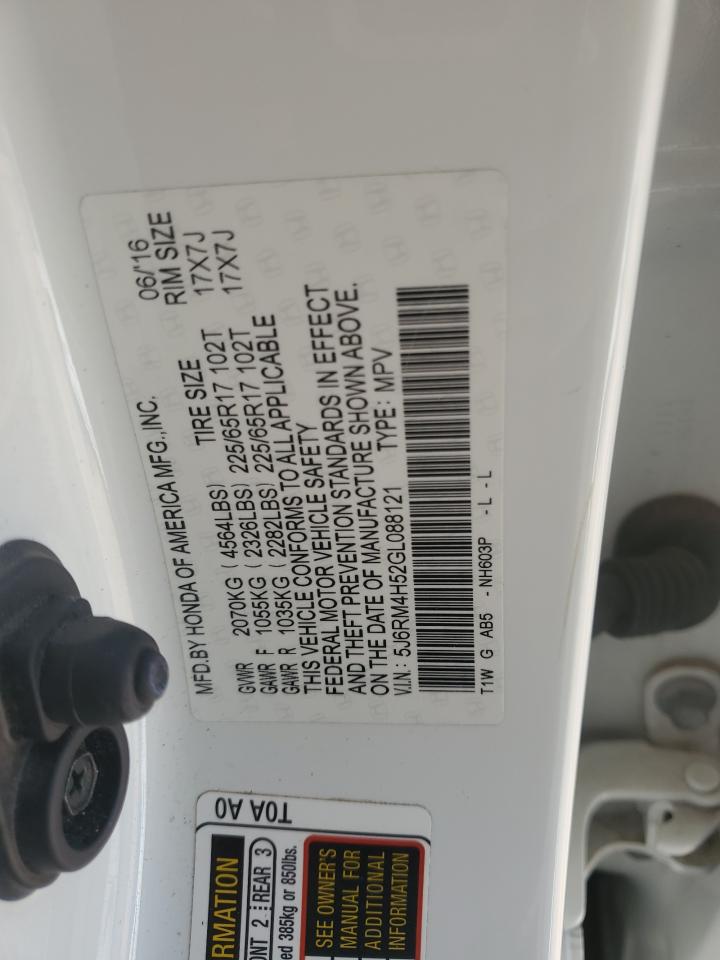 MFD.BY HONDA OF AMERICA MFG.,INC. 06/'16
TIRE SIZE RIM SIZE
GVWR 2070KG (4564LBS)
GAWR F 1055KG (2326LBS) 225/65R17 102T 17X7J
GAWR R 1035KG (2282LBS) 225/65R17 102T 17X7J
THIS VEHICLE CONFORMS TO ALL APPLICABLE
FEDERAL MOTOR VEHICLE SAFETY
AND THEFT PREVENTION STANDARDS IN EFFECT
ON THE DATE OF MANUFACTURE SHOWN ABOVE.
V.I.N.: 5J6RM4H52GL088121 TYPE: MPV
T1W G AB5 - NH603P - L - L
T0A A0
RMATION
ONT 2 REAR 3
ed 385kg or 850lbs.
SEE OWNER'S
MANUAL FOR
ADDITIONAL
INFORMATION